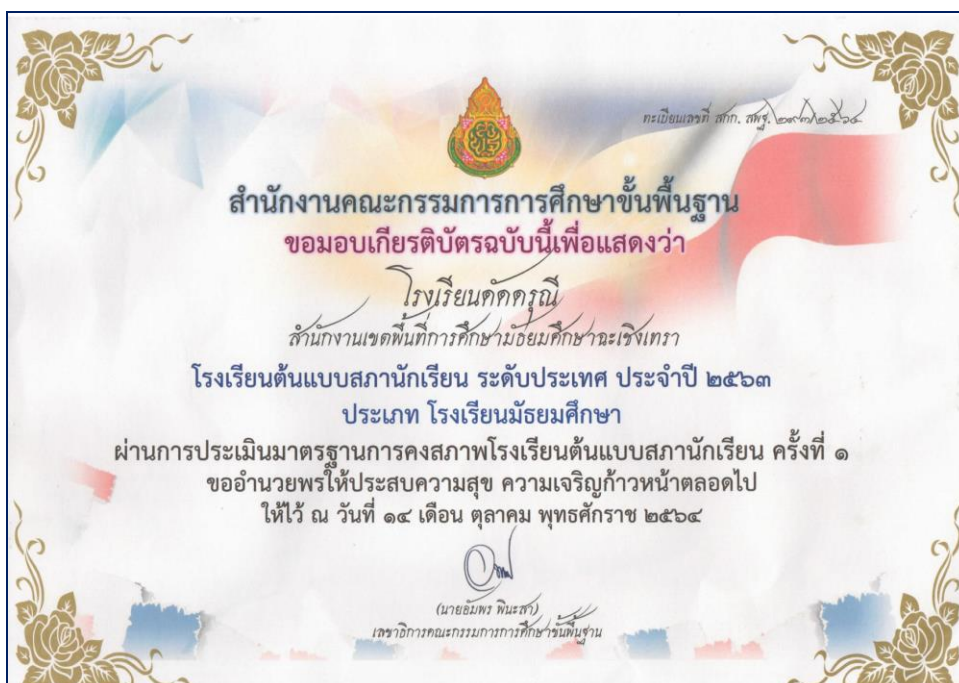 ทะเบียนเลขที่ สกก. สพฐ. ๒๙๗/๒๕๖๔
สำนักงานคณะกรรมการการศึกษาขั้นพื้นฐาน
ขอมอบเกียรติบัตรฉบับนี้เพื่อแสดงว่า
โรงเรียนดัดดรุณี
สำนักงานเขตพื้นที่การศึกษามัธยมศึกษาฉะเชิงเทรา
โรงเรียนต้นแบบสภานักเรียน ระดับประเทศ ประจำปี ๒๕๖๓
ประเภท โรงเรียนมัธยมศึกษา
ผ่านการประเมินมาตรฐานการคงสภาพโรงเรียนต้นแบบสภานักเรียน ครั้งที่ ๑
ขออำนวยพรให้ประสบความสุข ความเจริญก้าวหน้าตลอดไป
ให้ไว้ ณ วันที่ ๑๔ เดือน ตุลาคม พุทธศักราช ๒๕๖๔
(นายอัมพร พินะสา)
เลขาธิการคณะกรรมการการศึกษาขั้นพื้นฐาน